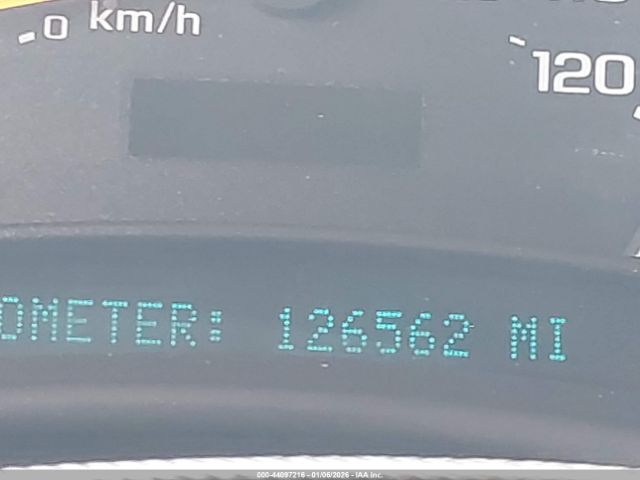 0 km/h
120
OMETER: 126562 MI
000-44097216 - 01/06/2026 - IAA Inc.